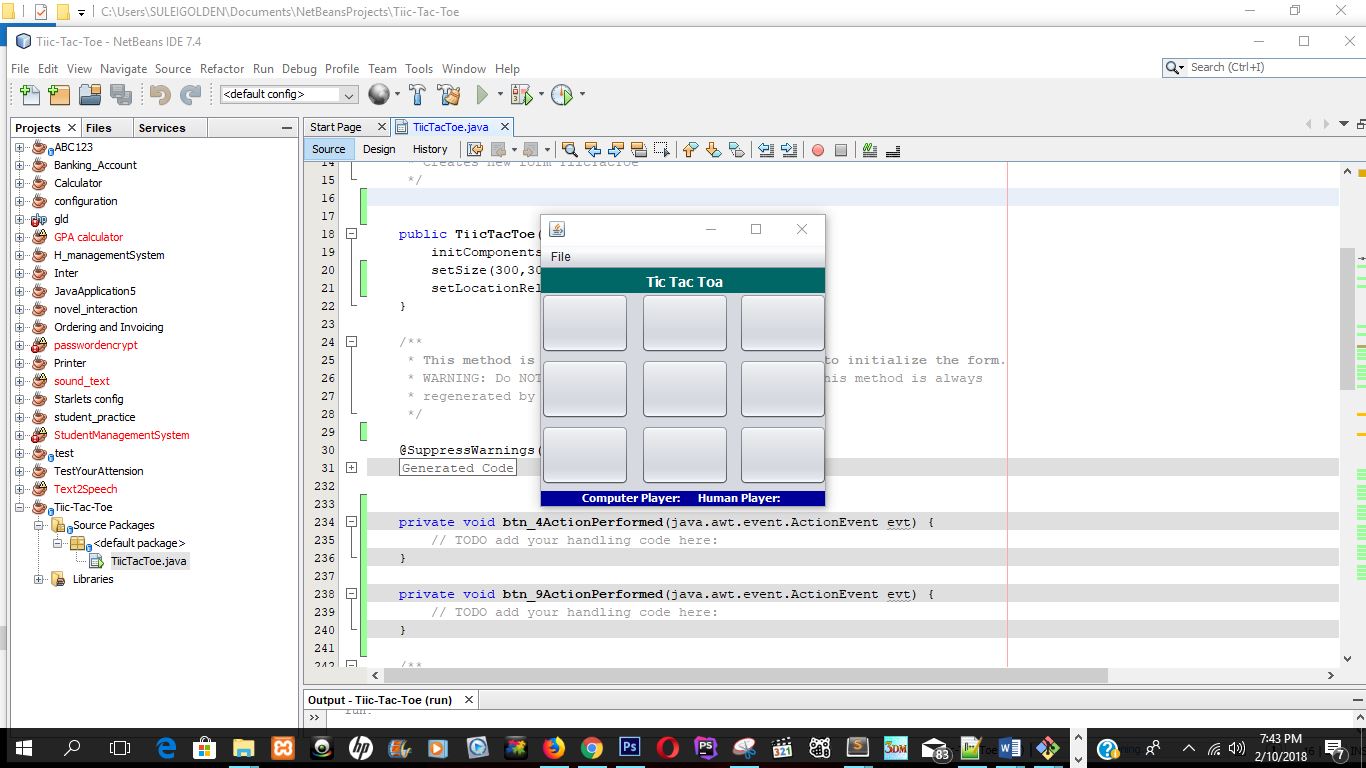 C:\Users\SULEIGOLDEN\Documents\NetBeansProjects\Tiic-Tac-Toe
Tiic-Tac-Toe - NetBeans IDE 7.4
File Edit View Navigate Source Refactor Run Debug Profile Team Tools Window Help
Search (Ctrl+I)
<default config>
Projects Files Services
ABC123
Banking_Account
Calculator
configuration
gld
GPA calculator
H_managementSystem
Inter
JavaApplication5
novel_interaction
Ordering and Invoicing
passwordencrypt
Printer
sound_text
Starlets config
student_practice
StudentManagementSystem
test
TestYourAttension
Text2Speech
Tiic-Tac-Toe
Source Packages
<default package>
TiicTacToe.java
Libraries
Start Page TiicTacToe.java
Source Design History
14 * Creates new form TiicTacToe
15 */
16
17
18 public TiicTacToe(
19 initComponents
20 setSize(300,30
21 setLocationRel
22 }
23
24 /**
25 * This method is to initialize the form.
26 * WARNING: Do NOT his method is always
27 * regenerated by
28 */
29
30 @SuppressWarnings(
31 Generated Code
232
233
234 private void btn_4ActionPerformed(java.awt.event.ActionEvent evt) {
235 // TODO add your handling code here:
236 }
237
238 private void btn_9ActionPerformed(java.awt.event.ActionEvent evt) {
239 // TODO add your handling code here:
240 }
241
242 /**
File
Tic Tac Toa
Computer Player: Human Player:
Output - Tiic-Tac-Toe (run)
run:
7:43 PM
2/10/2018